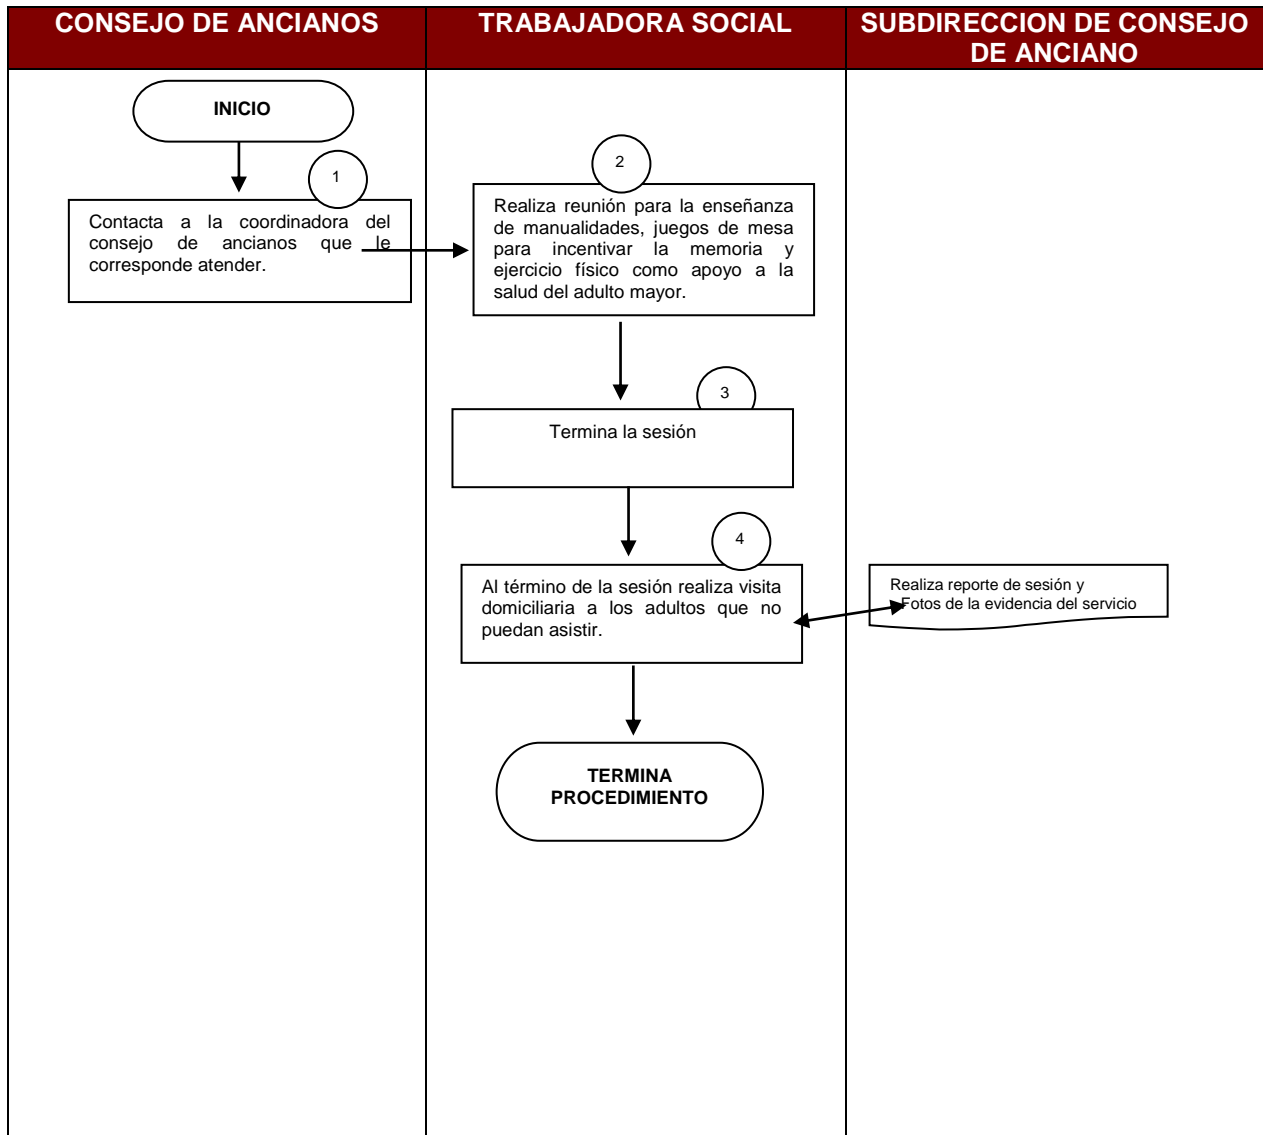 CONSEJO DE ANCIANOS
TRABAJADORA SOCIAL
SUBDIRECCION DE CONSEJO
DE ANCIANO
INICIO
1
Contacta a la coordinadora del
consejo de ancianos que le
corresponde atender.
2
Realiza reunión para la enseñanza
de manualidades, juegos de mesa
para incentivar la memoria y
ejercicio físico como apoyo a la
salud del adulto mayor.
3
Termina la sesión
4
Al término de la sesión realiza visita
domiciliaria a los adultos que no
puedan asistir.
Realiza reporte de sesión y
Fotos de la evidencia del servicio
TERMINA
PROCEDIMIENTO